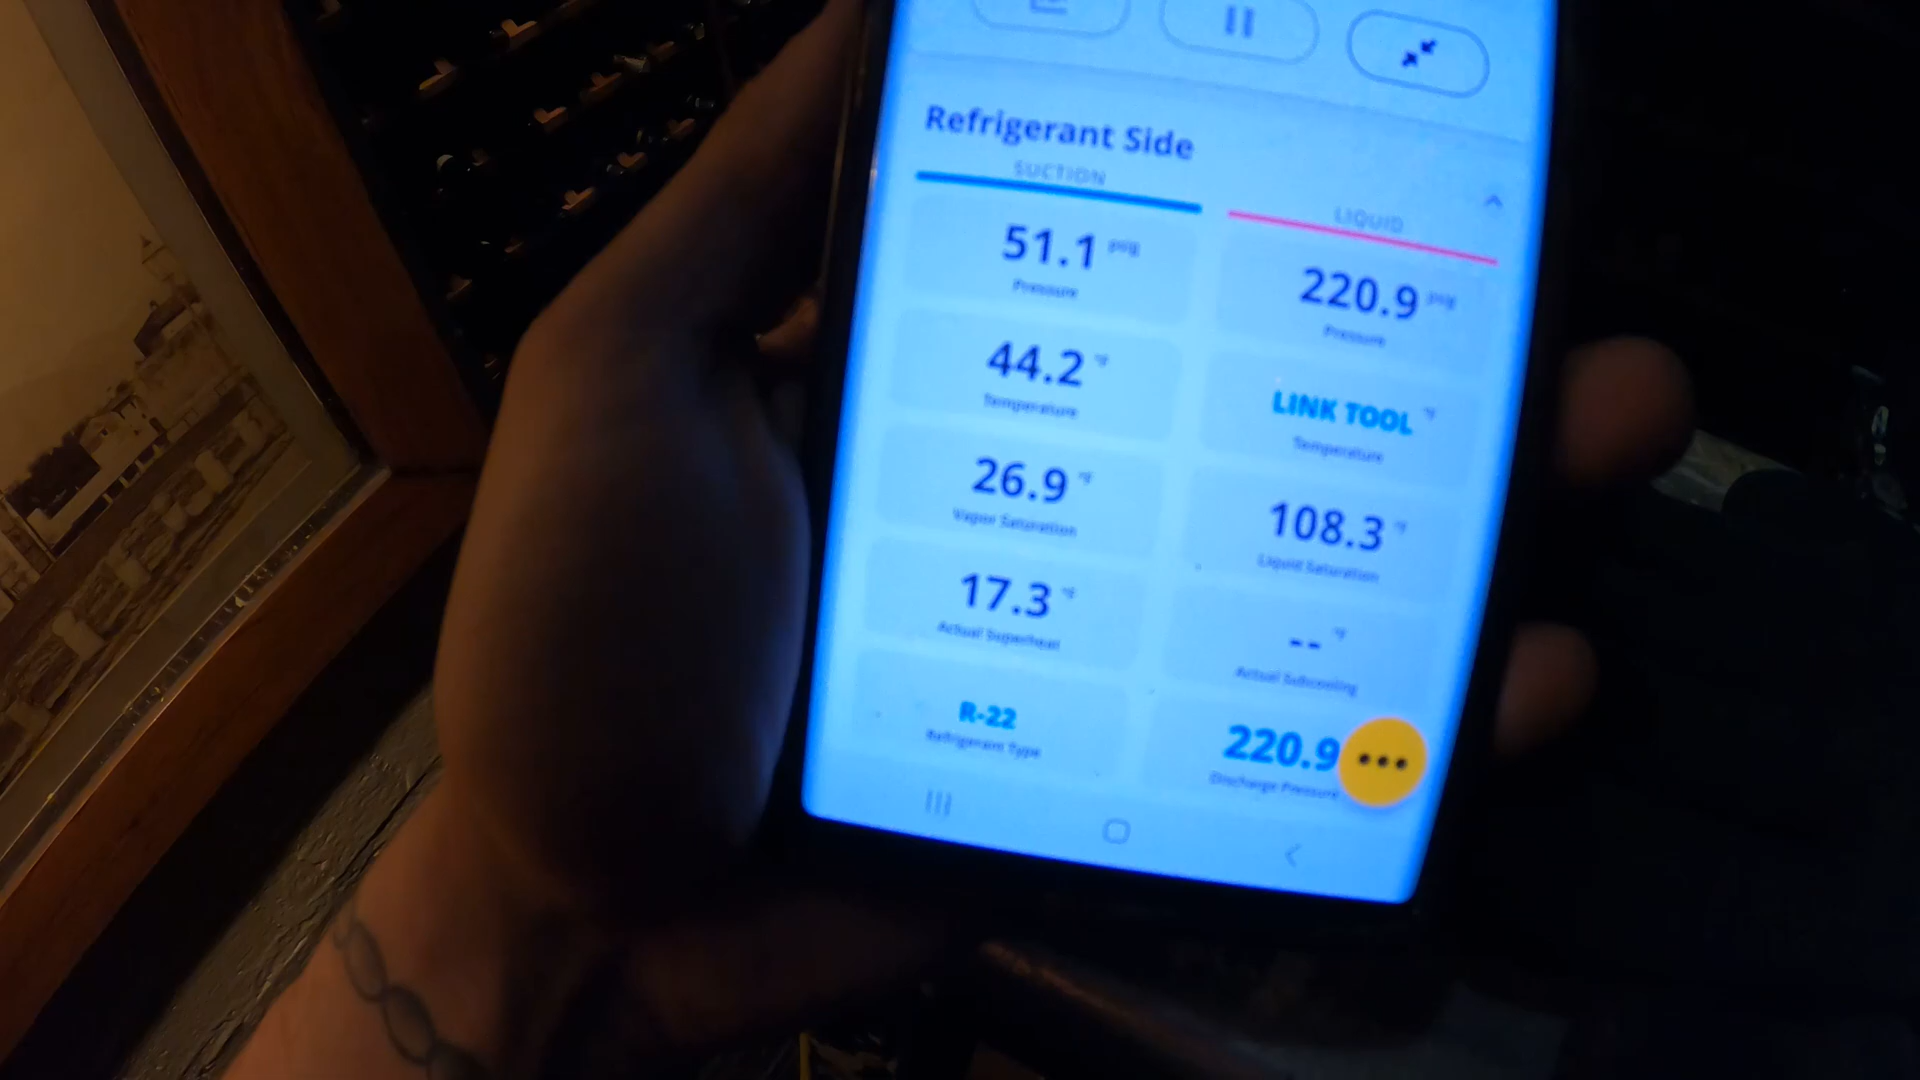 Refrigerant Side
SUCTION
LIQUID
51.1 psig
Pressure
220.9 psig
Pressure
44.2 °F
Temperature
LINK TOOL °F
Temperature
26.9 °F
Vapor Saturation
108.3 °F
Liquid Saturation
17.3 °F
Actual Superheat
-- °F
Actual Subcooling
R-22
Refrigerant Type
220.9
Discharge Pressure